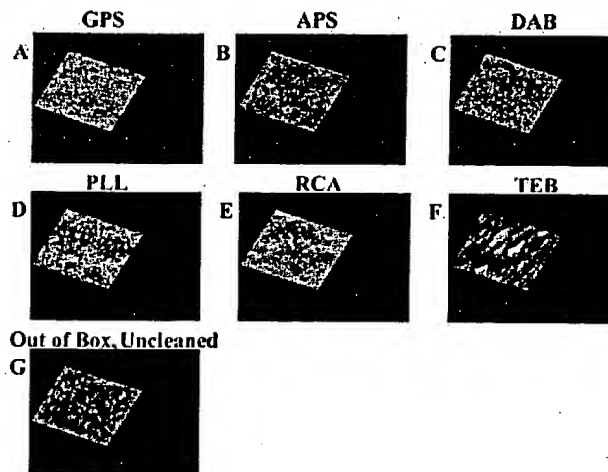 GPS APS DAB
A B C
PLL RCA TEB
D E F
Out of Box, Uncleaned
G